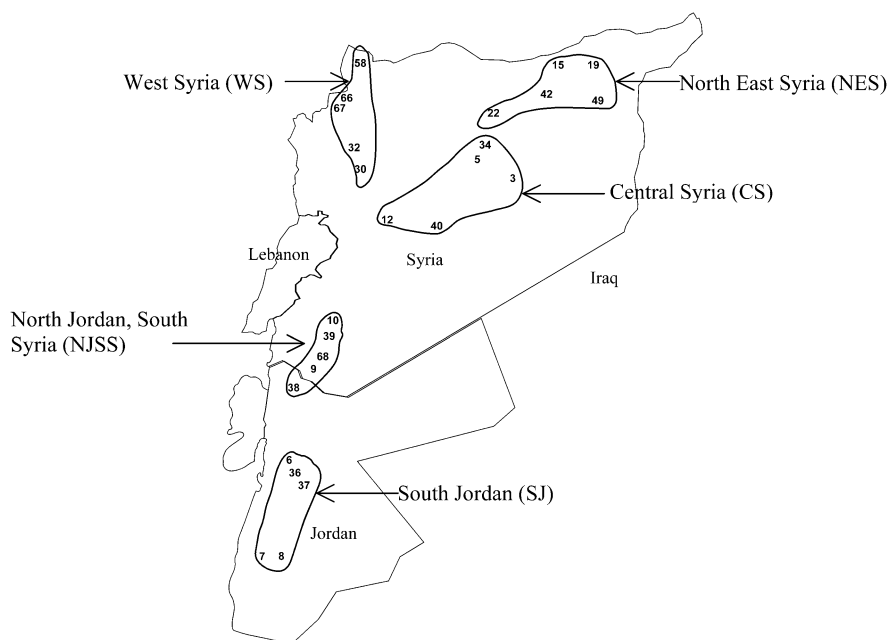 58
15 19
West Syria (WS)
North East Syria (NES)
66
67
42
49
22
32
30
34
5
3
Central Syria (CS)
12
40
Lebanon
Syria
Iraq
North Jordan, South
Syria (NJSS)
10
39
68
9
38
6
36
37
South Jordan (SJ)
Jordan
7 8